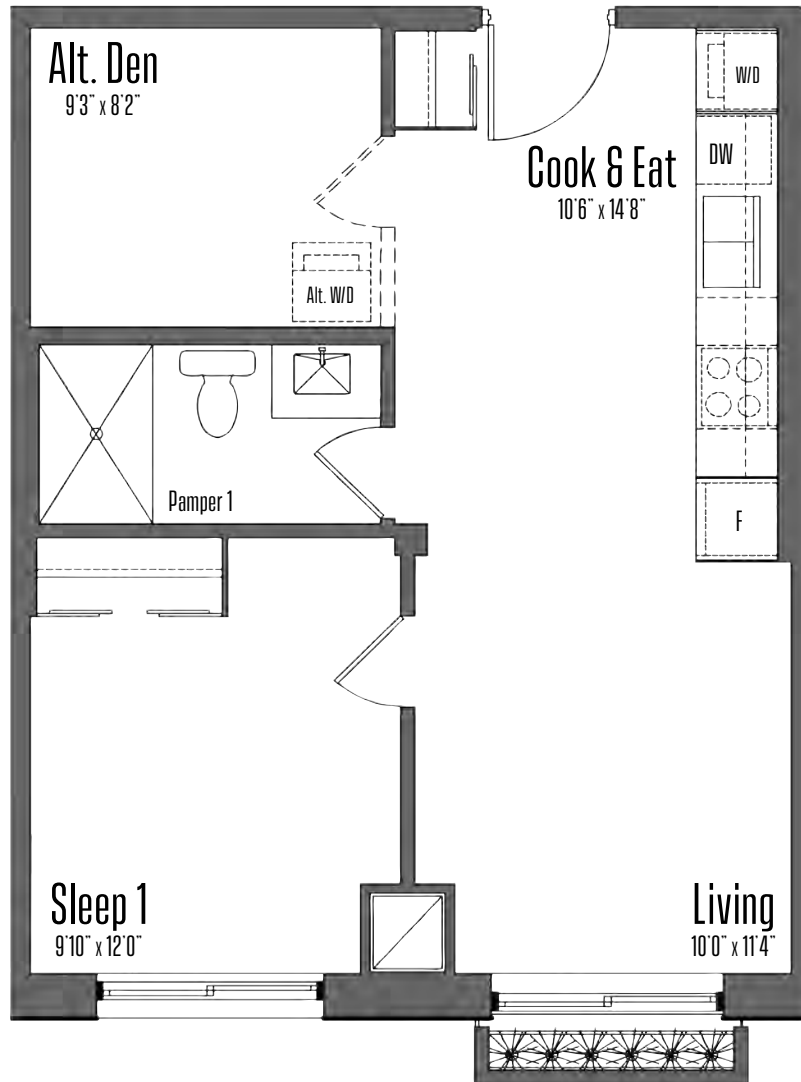 Alt. Den
9'3" x 8'2"
W/D
DW
Cook & Eat
10'6" x 14'8"
Alt. W/D
Pamper 1
F
Sleep 1
9'10" x 12'0"
Living
10'0" x 11'4"